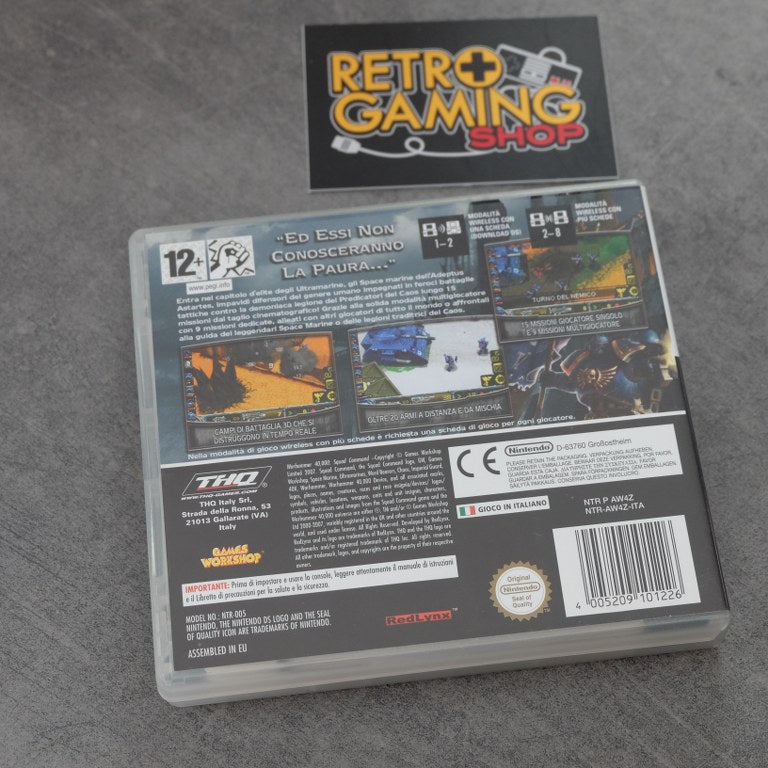 RETRO
GAMING
SHOP
12+
www.pegi.info
"ED ESSI NON
CONOSCERANNO
LA PAURA..."
1-2
MODALITÀ
WIRELESS CON
UNA SCHEDA
(DOWNLOAD DS)
2-8
MODALITÀ
WIRELESS CON
PIÙ SCHEDE
Entra nel capitolo d'elite degli Ultramarine, gli Space marine dell'Adeptus
Astartes. Impavidi difensori del genere umano impegnati in feroci battaglie
tattiche contro la demoniaca legione dei Predicatori del Caos lungo 15
missioni dal taglio cinematografico! Grazie alla solida modalità multigiocatore
con 9 missioni dedicate, alleati con altri giocatori di tutto il mondo o affrontali
alla guida dei leggendari Space Marine o delle legioni traditrici del Caos.
TURNO DEL NEMICO
15 MISSIONI GIOCATORE SINGOLO
E 9 MISSIONI MULTIGIOCATORE
CAMPI DI BATTAGLIA 3D CHE SI
DISTRUGGONO IN TEMPO REALE
OLTRE 20 ARMI A DISTANZA E DA MISCHIA
Nella modalità di gioco wireless con più schede è richiesta una scheda di gioco per ogni giocatore.
THQ
WWW.THQ-GAMES.COM
THQ Italy Srl,
Strada della Ronna, 53
21013 Gallarate (VA)
Italy
GAMES
WORKSHOP
CE
Nintendo
D-63760 Großostheim
GIOCO IN ITALIANO
NTR P AW4Z
NTR-AW4Z-ITA
IMPORTANTE: Prima di impostare e usare la console, leggere attentamente il manuale di istruzioni
e il Libretto di precauzioni per la salute e la sicurezza.
MODEL NO.: NTR-005
NINTENDO, THE NINTENDO DS LOGO AND THE SEAL
OF QUALITY ICON ARE TRADEMARKS OF NINTENDO.
ASSEMBLED IN EU
RedLynx™
Original
Nintendo
Seal of
Quality
4 005209 101226